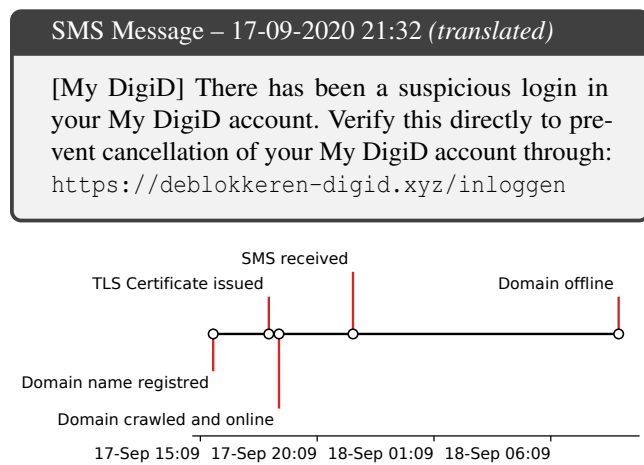 SMS Message – 17-09-2020 21:32 (translated)
[My DigiD] There has been a suspicious login in
your My DigiD account. Verify this directly to pre-
vent cancellation of your My DigiD account through:
https://deblokkeren-digid.xyz/inloggen
SMS received
TLS Certificate issued
Domain offline
Domain name registred
Domain crawled and online
17-Sep 15:09 17-Sep 20:09 18-Sep 01:09 18-Sep 06:09